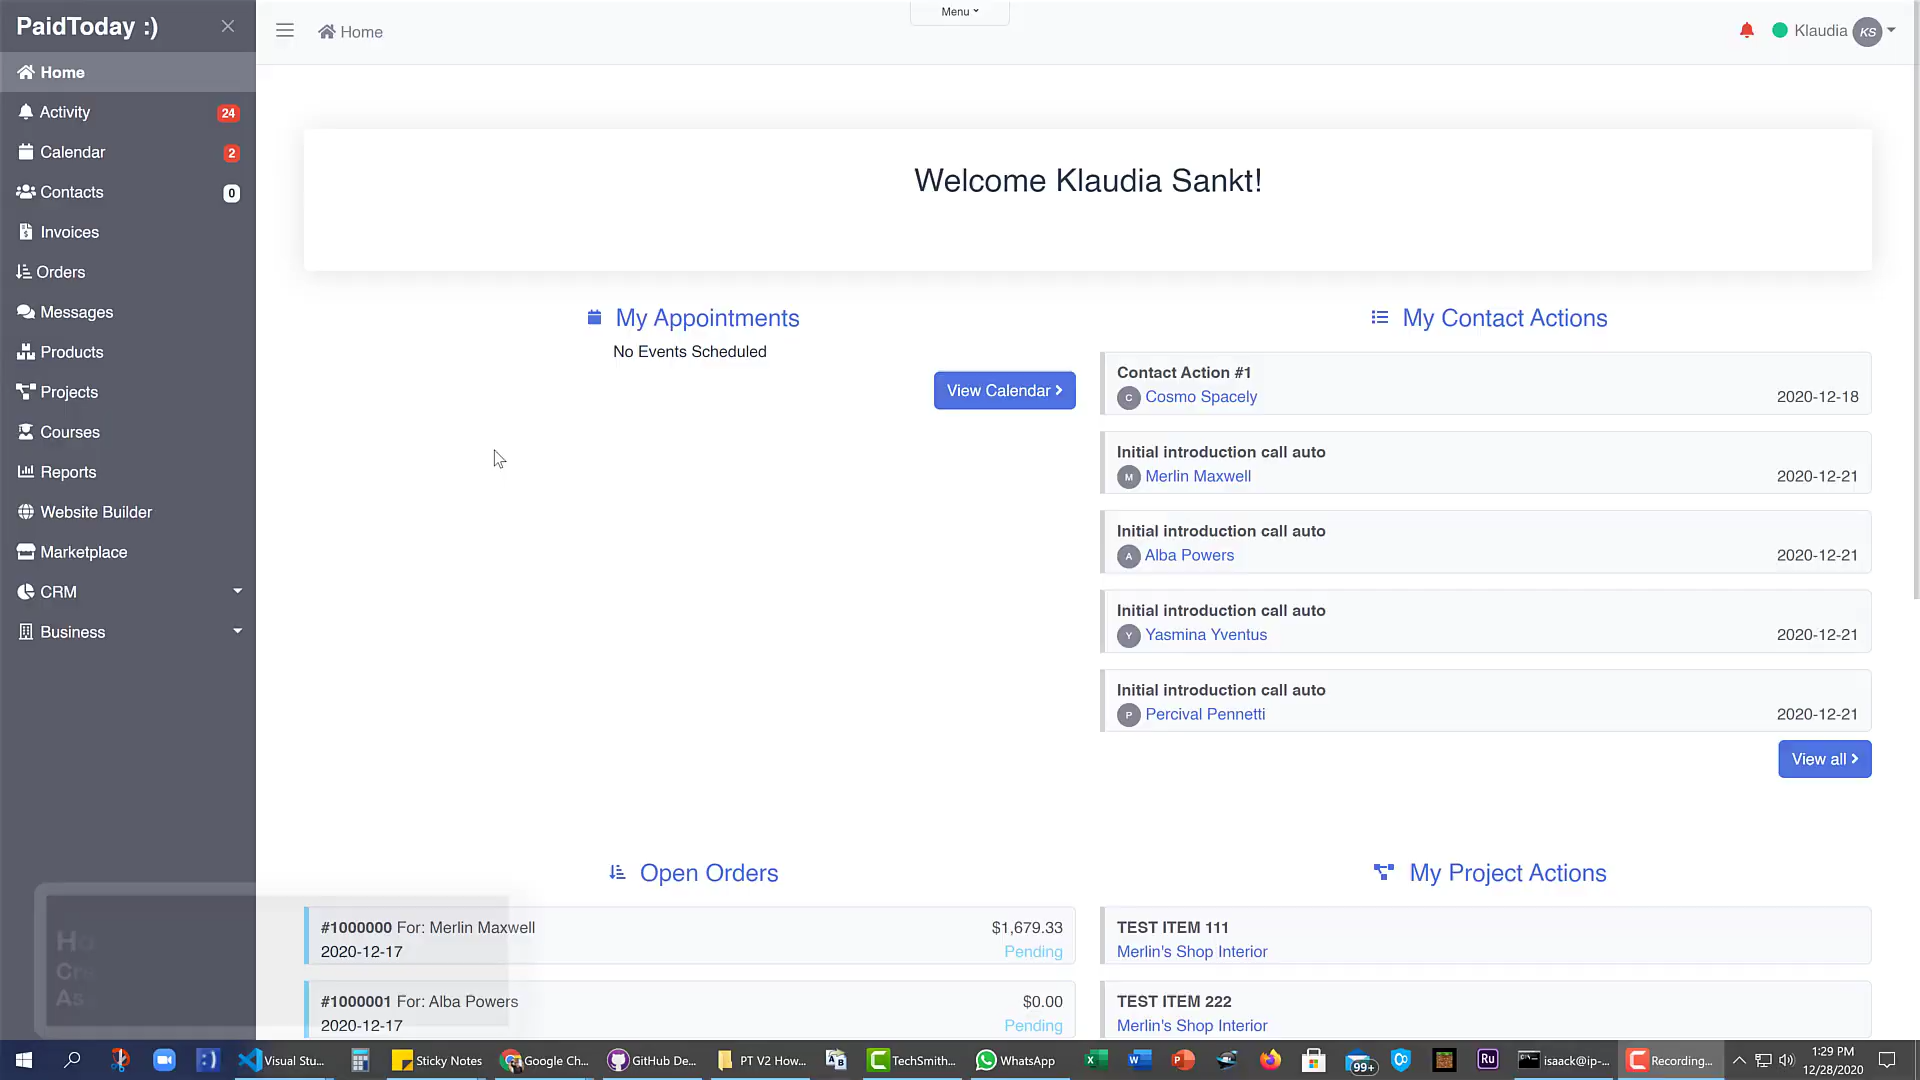 PaidToday :)
Home
Menu
Klaudia KS
Home
Activity 24
Calendar 2
Contacts 0
Invoices
Orders
Messages
Products
Projects
Courses
Reports
Website Builder
Marketplace
CRM
Business
Welcome Klaudia Sankt!
My Appointments
No Events Scheduled
View Calendar
My Contact Actions
Contact Action #1
C Cosmo Spacely 2020-12-18
Initial introduction call auto
M Merlin Maxwell 2020-12-21
Initial introduction call auto
A Alba Powers 2020-12-21
Initial introduction call auto
Y Yasmina Yventus 2020-12-21
Initial introduction call auto
P Percival Pennetti 2020-12-21
View all
Open Orders
#1000000 For: Merlin Maxwell $1,679.33
2020-12-17 Pending
#1000001 For: Alba Powers $0.00
2020-12-17 Pending
My Project Actions
TEST ITEM 111
Merlin's Shop Interior
TEST ITEM 222
Merlin's Shop Interior
:) Visual Stu... Sticky Notes Google Ch... GitHub De... PT V2 How... TechSmith... WhatsApp 99+ Ru isaack@ip-... Recording... 1:29 PM
12/28/2020